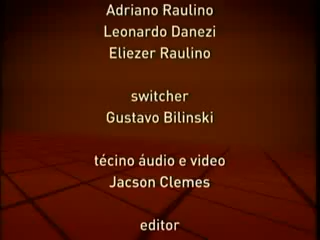 Adriano Raulino
Leonardo Danezi
Eliezer Raulino
switcher
Gustavo Bilinski
técino áudio e video
Jacson Clemes
editor